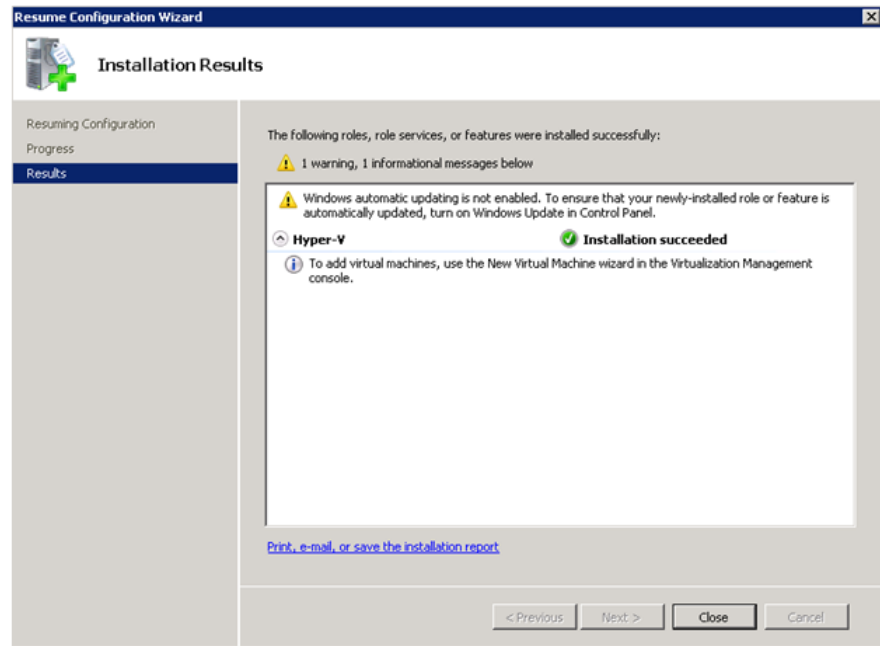 Resume Configuration Wizard
Installation Results
Resuming Configuration
Progress
Results
The following roles, role services, or features were installed successfully:
1 warning, 1 informational messages below
Windows automatic updating is not enabled. To ensure that your newly-installed role or feature is
automatically updated, turn on Windows Update in Control Panel.
Hyper-V
Installation succeeded
To add virtual machines, use the New Virtual Machine wizard in the Virtualization Management
console.
Print, e-mail, or save the installation report
< Previous
Next >
Close
Cancel